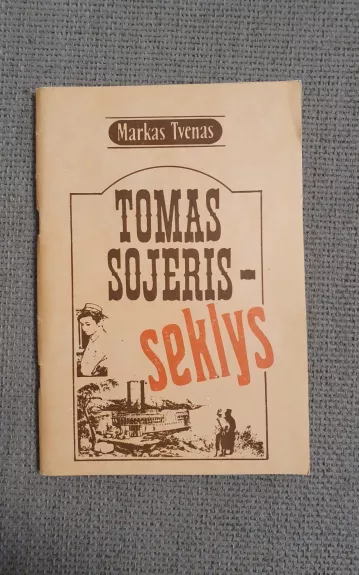 Markas Tvenas
TOMAS
SOJERIS-
seklys